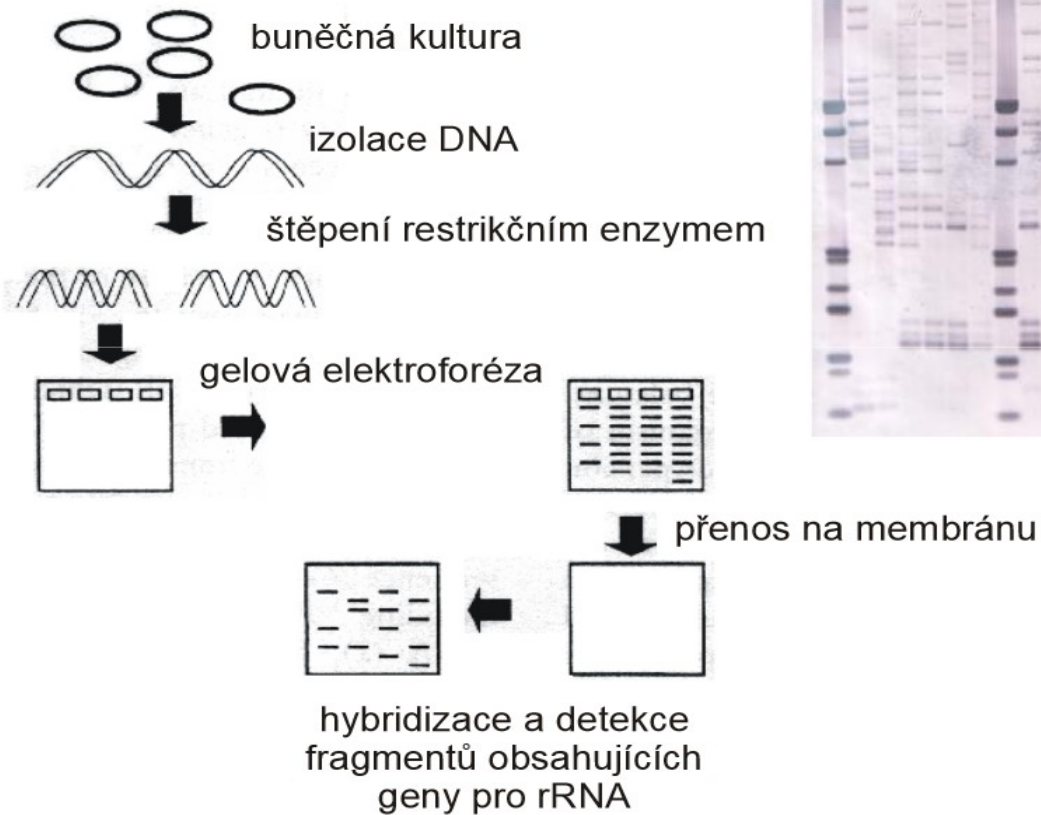 buněčná kultura
izolace DNA
štěpení restrikčním enzymem
gelová elektroforéza
přenos na membránu
hybridizace a detekce
fragmentů obsahujících
geny pro rRNA